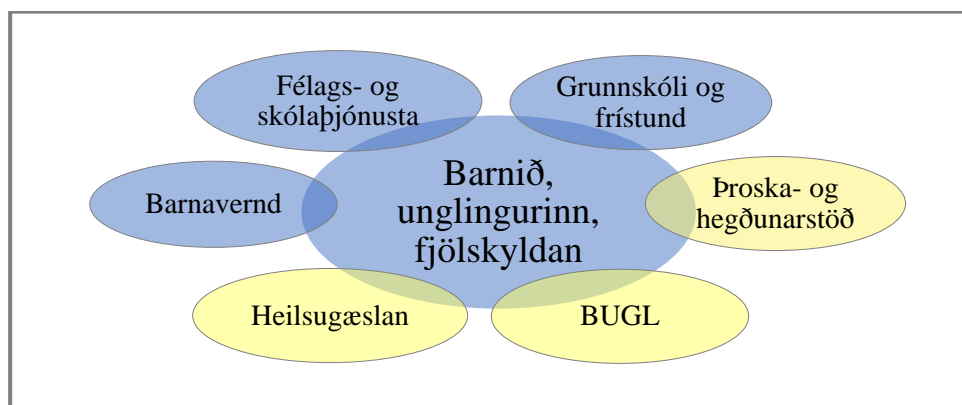 Félags- og
skólaþjónusta
Grunnskóli og
frístund
Barnavernd
Barnið,
unglingurinn,
fjölskyldan
Þroska- og
hegðunarstöð
Heilsugæslan
BUGL